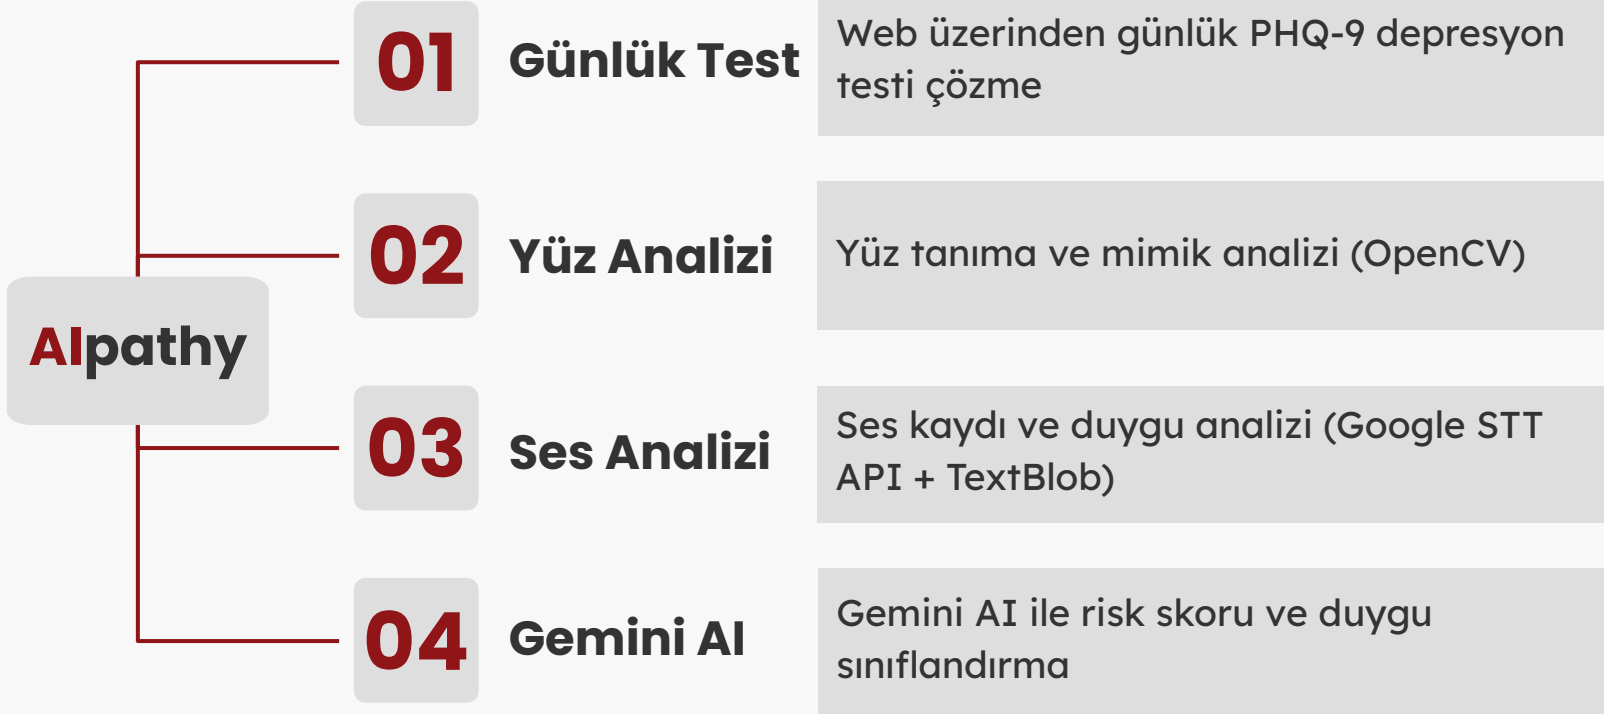 01
Günlük Test
Web üzerinden günlük PHQ-9 depresyon
testi çözme
02
Yüz Analizi
Yüz tanıma ve mimik analizi (OpenCV)
AIpathy
03
Ses Analizi
Ses kaydı ve duygu analizi (Google STT
API + TextBlob)
04
Gemini AI
Gemini AI ile risk skoru ve duygu
sınıflandırma